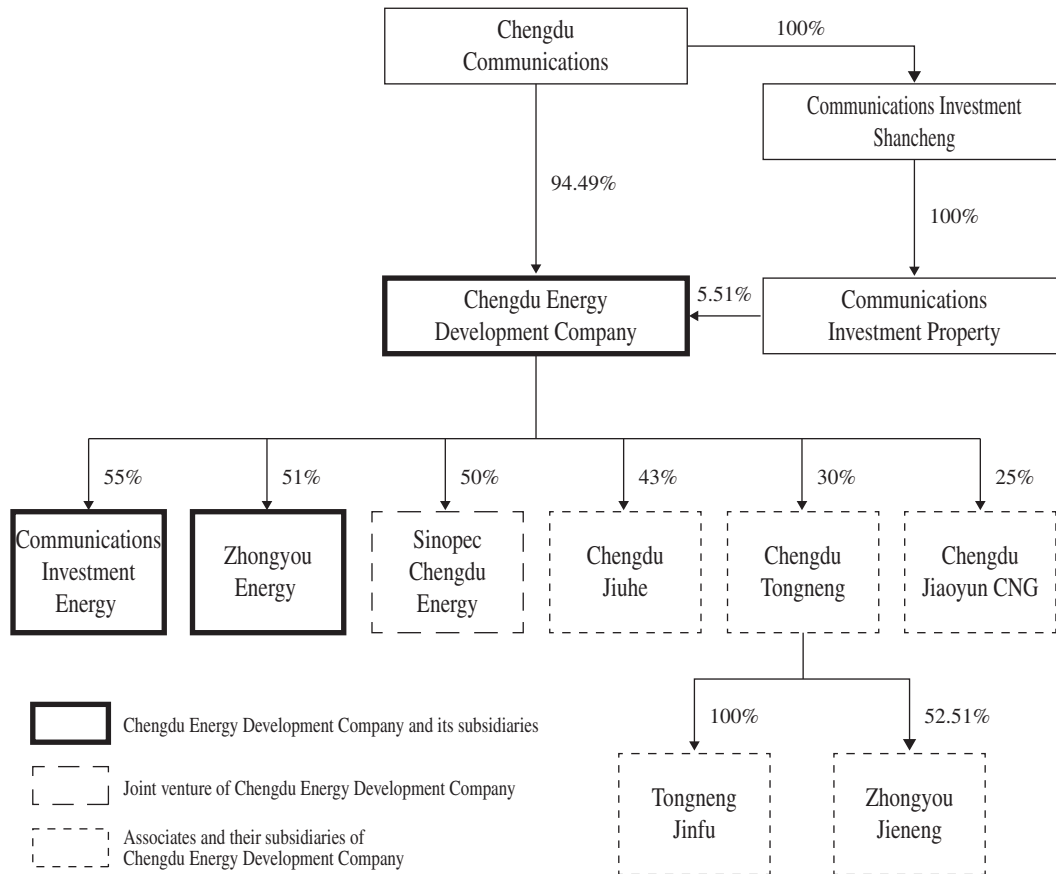 Chengdu
Communications
100%
Communications Investment
Shancheng
94.49%
100%
Chengdu Energy
Development Company
5.51%
Communications
Investment Property
55%
51%
50%
43%
30%
25%
Communications
Investment
Energy
Zhongyou
Energy
Sinopec
Chengdu
Energy
Chengdu
Jiuhe
Chengdu
Tongneng
Chengdu
Jiaoyun CNG
100%
52.51%
Tongneng
Jinfu
Zhongyou
Jieneng
Chengdu Energy Development Company and its subsidiaries
Joint venture of Chengdu Energy Development Company
Associates and their subsidiaries of
Chengdu Energy Development Company